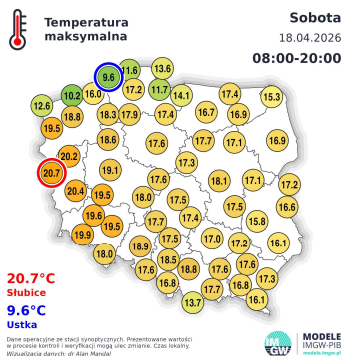 Temperatura
maksymalna
Sobota
18.04.2026
08:00-20:00
9.6 11.6 13.6
12.6 10.2 16.0 17.2 11.7 14.1 17.4 15.3
19.5 18.8 18.3 17.9 17.4 16.7 16.9
20.2 18.6 17.6 17.7 17.1 16.9
20.7 19.1 17.3
20.4 19.5 17.6 18.1 17.1 17.2
19.6 18.0 17.5 17.4 17.5 16.6
19.9 19.5 17.7 17.5 17.0 17.2 15.8 16.1
18.0 18.9 18.5 17.6
17.6 16.8 18.8 17.6 17.3
13.7 17.7 16.8 16.1
20.7°C
Słubice
9.6°C
Ustka
Dane operacyjne ze stacji synoptycznych. Prezentowane wartości
w procesie kontroli i weryfikacji mogą ulec zmianie. Czas lokalny.
Wizualizacja danych: dr Alan Mandal
IM
GW
MODELE
IMGW-PIB
modele.imgw.pl